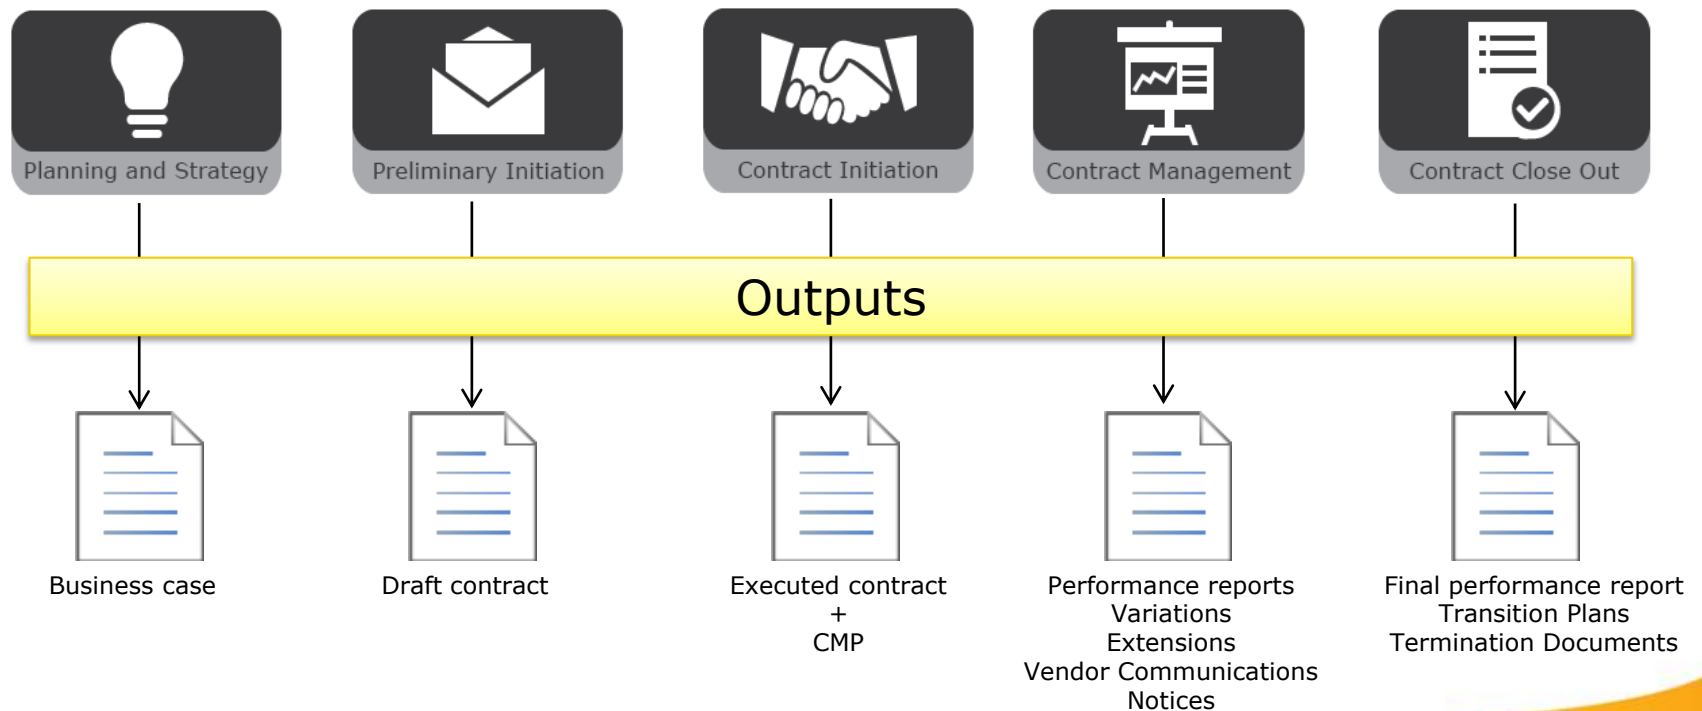 Planning and Strategy
Preliminary Initiation
Contract Initiation
Contract Management
Contract Close Out
Outputs
Business case
Draft contract
Executed contract
+
CMP
Performance reports
Variations
Extensions
Vendor Communications
Notices
Final performance report
Transition Plans
Termination Documents